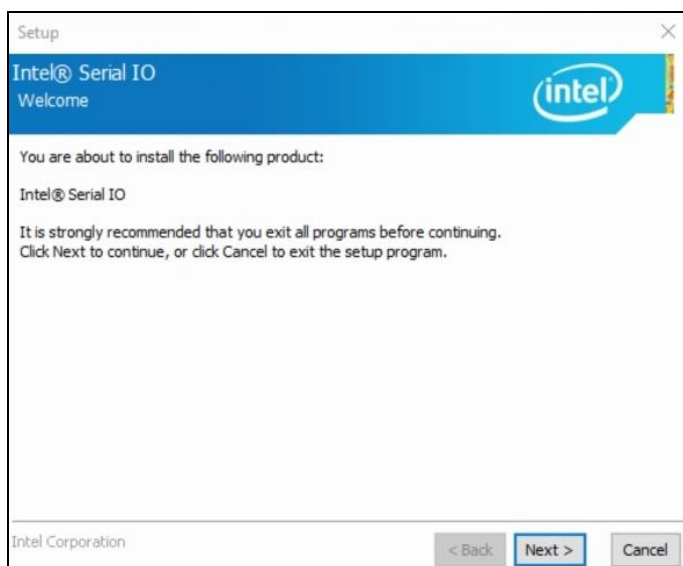 Setup
Intel® Serial IO
Welcome
intel
You are about to install the following product:
Intel® Serial IO
It is strongly recommended that you exit all programs before continuing.
Click Next to continue, or click Cancel to exit the setup program.
Intel Corporation
< Back Next > Cancel